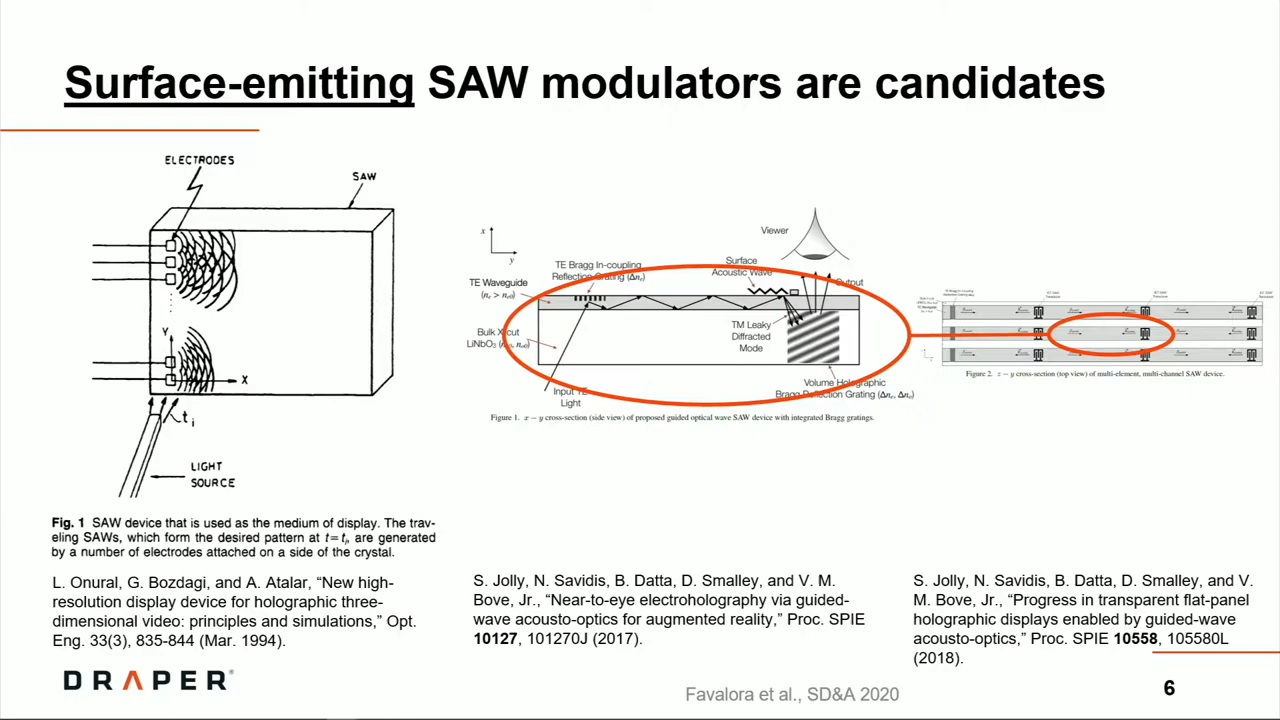 Surface-emitting SAW modulators are candidates
ELECTRODES
SAW
Y
X
t i
LIGHT
SOURCE
Fig. 1 SAW device that is used as the medium of display. The trav-
eling SAWs, which form the desired pattern at t=ti, are generated
by a number of electrodes attached on a side of the crystal.
L. Onural, G. Bozdagi, and A. Atalar, “New high-
resolution display device for holographic three-
dimensional video: principles and simulations,” Opt.
Eng. 33(3), 835-844 (Mar. 1994).
x
y
Viewer
TE Bragg In-coupling
Reflection Grating (Δne)
Surface
Acoustic Wave
Output
TE Waveguide
(ne > ne0)
Bulk X-cut
LiNbO3
TM Leaky
Diffracted
Mode
Input TE
Light
Volume Holographic
Bragg Reflection Grating (Δne, Δno)
Figure 1. x − y cross-section (side view) of proposed guided optical wave SAW device with integrated Bragg gratings.
S. Jolly, N. Savidis, B. Datta, D. Smalley, and V. M.
Bove, Jr., “Near-to-eye electroholography via guided-
wave acousto-optics for augmented reality,” Proc. SPIE
10127, 101270J (2017).
Figure 2. z − y cross-section (top view) of multi-element, multi-channel SAW device.
S. Jolly, N. Savidis, B. Datta, D. Smalley, and V.
M. Bove, Jr., “Progress in transparent flat-panel
holographic displays enabled by guided-wave
acousto-optics,” Proc. SPIE 10558, 105580L
(2018).
DRAPER®
Favalora et al., SD&A 2020
6